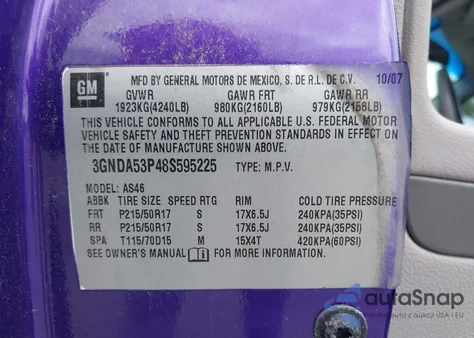 GM
MFD BY GENERAL MOTORS DE MEXICO, S. DE R.L. DE C.V. 10/07
GVWR GAWR FRT GAWR RR
1923KG(4240LB) 980KG(2160LB) 979KG(2158LB)
THIS VEHICLE CONFORMS TO ALL APPLICABLE U.S. FEDERAL MOTOR
VEHICLE SAFETY AND THEFT PREVENTION STANDARDS IN EFFECT ON
THE DATE OF MANUFACTURE SHOWN ABOVE.
3GNDA53P48S595225 TYPE: M.P.V.
MODEL: AS46
TIRE SIZE SPEED RTG RIM COLD TIRE PRESSURE
FRT P215/50R17 S 17X6.5J 240KPA(35PSI)
RR P215/50R17 S 17X6.5J 240KPA(35PSI)
SPA T115/70D15 M 15X4T 420KPA(60PSI)
SEE OWNER'S MANUAL FOR MORE INFORMATION.
autoSnap
z aukcji USA i EU